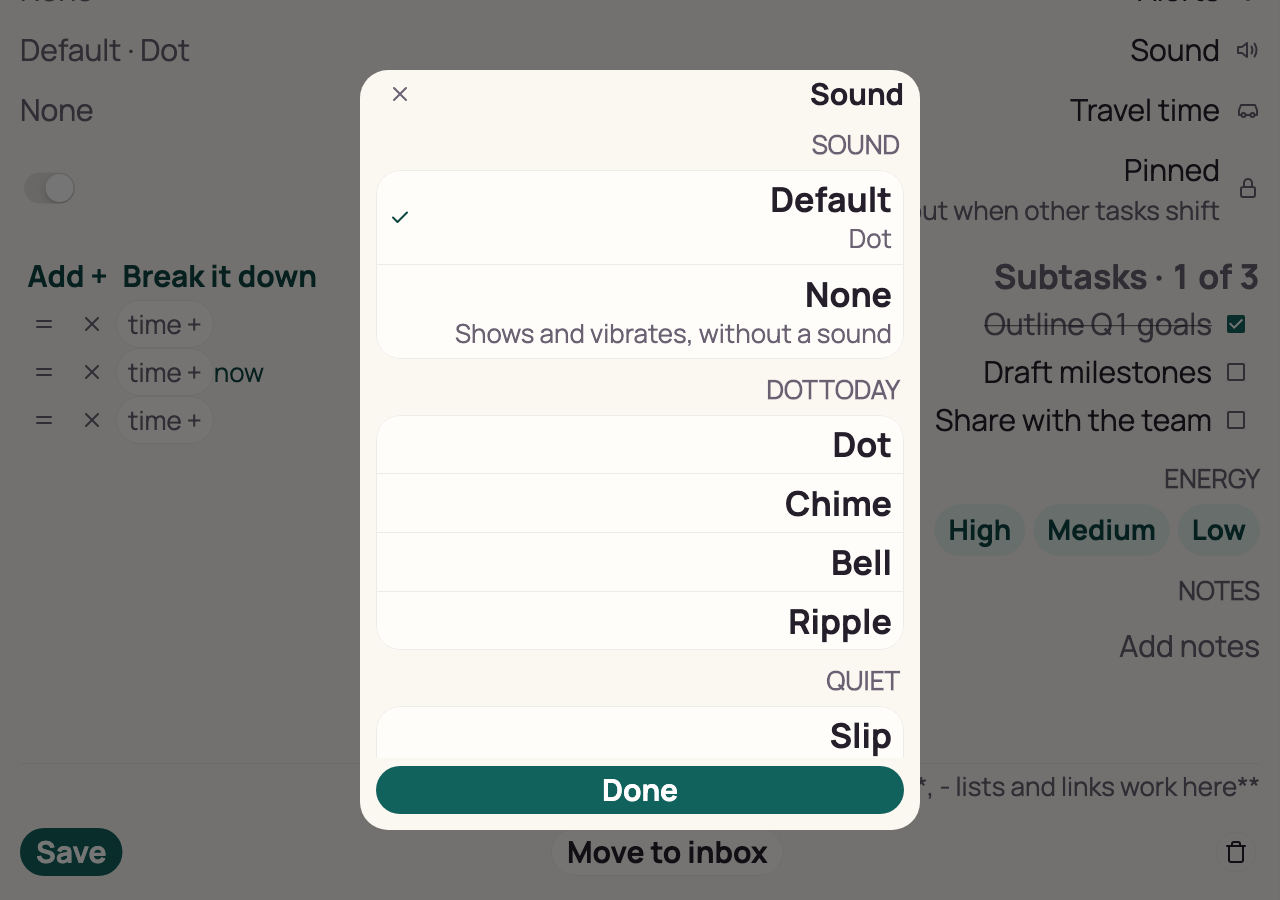 Default · Dot
Sound
None
Travel time
Pinned
out when other tasks shift
Add + Break it down
Subtasks · 1 of 3
time +
Outline Q1 goals
time + now
Draft milestones
time +
Share with the team
ENERGY
High Medium Low
NOTES
Add notes
*, - lists and links work here**
Save
Move to inbox
Sound
SOUND
Default
Dot
None
Shows and vibrates, without a sound
DOTTODAY
Dot
Chime
Bell
Ripple
QUIET
Slip
Done